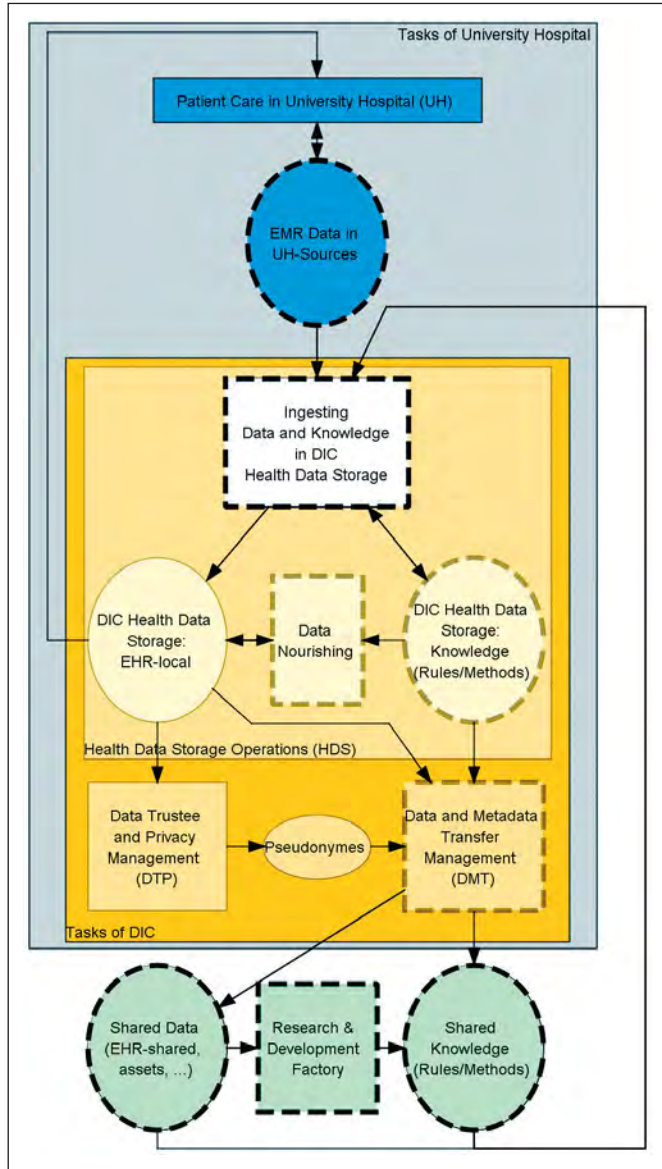 Tasks of University Hospital
Patient Care in University Hospital (UH)
EMR Data in
UH-Sources
Ingesting
Data and Knowledge
in DIC
Health Data Storage
DIC Health Data
Storage:
EHR-local
Data
Nourishing
DIC Health Data
Storage:
Knowledge
(Rules/Methods)
Health Data Storage Operations (HDS)
Data Trustee
and Privacy
Management
(DTP)
Pseudonymes
Data and Metadata
Transfer
Management
(DMT)
Tasks of DIC
Shared Data
(EHR-shared,
assets, ...)
Research &
Development
Factory
Shared
Knowledge
(Rules/Methods)